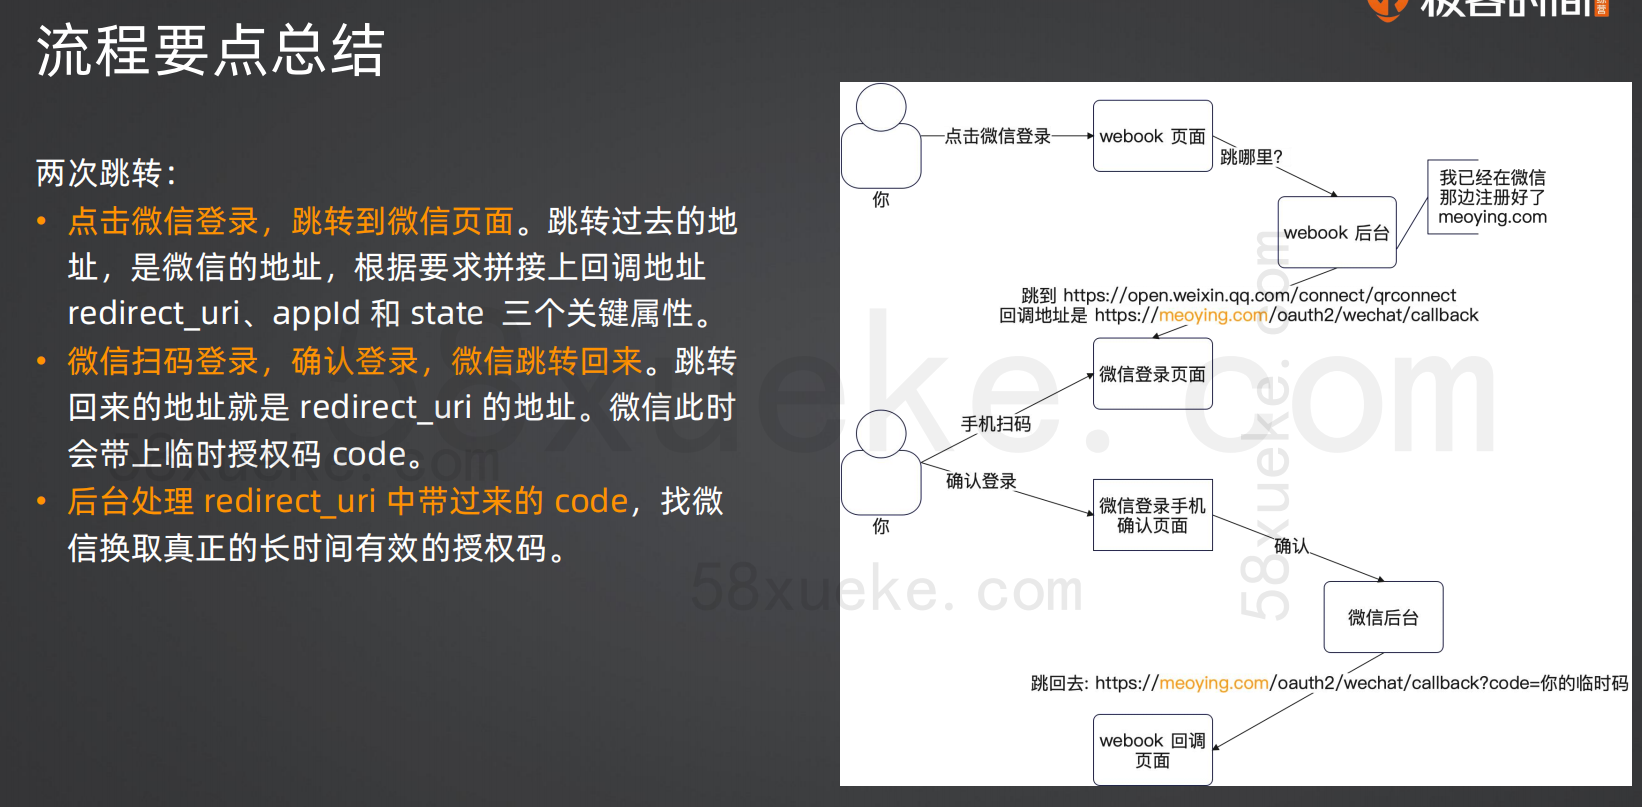 极客时间
流程要点总结
两次跳转：
• 点击微信登录，跳转到微信页面。跳转过去的地
址，是微信的地址，根据要求拼接上回调地址
redirect_uri、appId 和 state 三个关键属性。
• 微信扫码登录，确认登录，微信跳转回来。跳转
回来的地址就是 redirect_uri 的地址。微信此时
会带上临时授权码 code。
• 后台处理 redirect_uri 中带过来的 code，找微
信换取真正的长时间有效的授权码。
你
点击微信登录
webook 页面
跳哪里?
webook 后台
我已经在微信
那边注册好了
meoying.com
跳到 https://open.weixin.qq.com/connect/qrconnect
回调地址是 https://meoying.com/oauth2/wechat/callback
微信登录页面
手机扫码
你
确认登录
微信登录手机
确认页面
确认
微信后台
跳回去: https://meoying.com/oauth2/wechat/callback?code=你的临时码
webook 回调
页面
58xueke.com
58xueke.com
58xueke.com
58xueke.com